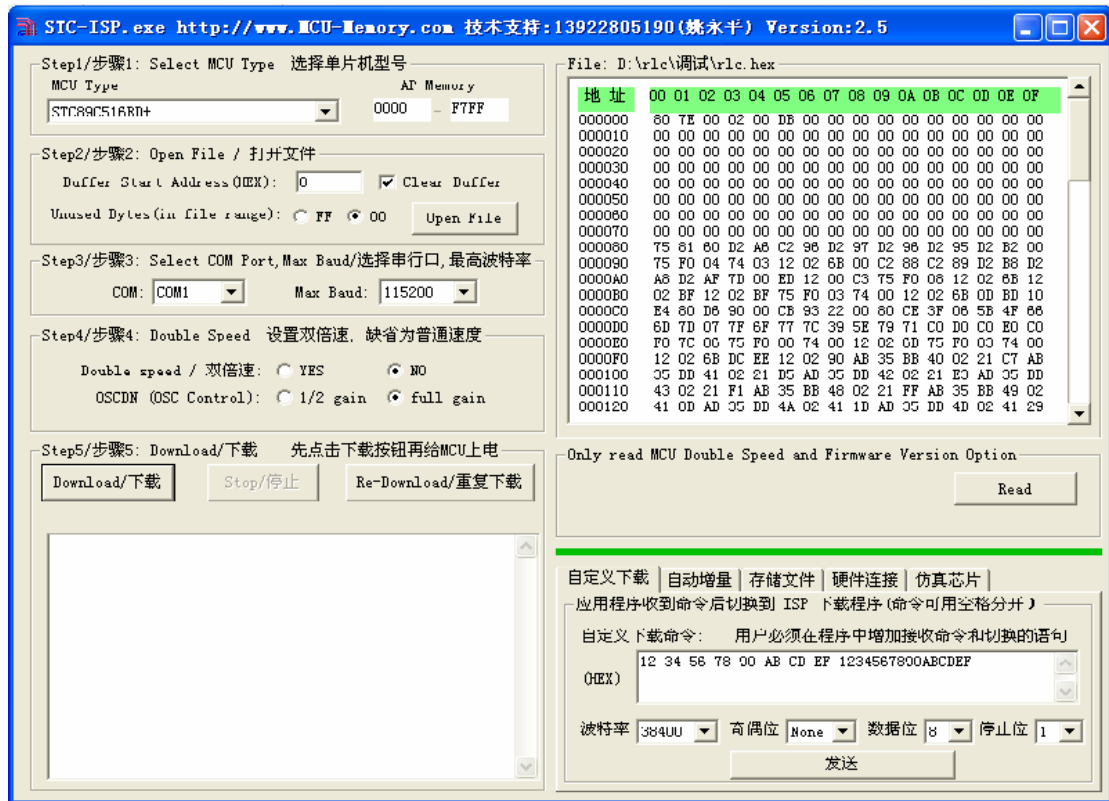 STC-ISP.exe http://www.MCU-Memory.com 技术支持:13922805190(姚永平) Version:2.5
Step1/步骤1: Select MCU Type 选择单片机型号
MCU Type AP Memory
STC89C516RD+ 0000 - F7FF
Step2/步骤2: Open File / 打开文件
Buffer Start Address(HEX): 0 Clear Buffer
Unused Bytes(in file range): FF 00 Open File
Step3/步骤3: Select COM Port,Max Baud/选择串行口,最高波特率
COM: COM1 Max Baud: 115200
Step4/步骤4: Double Speed 设置双倍速, 缺省为普通速度
Double speed / 双倍速: YES NO
OSCDN (OSC Control): 1/2 gain full gain
Step5/步骤5: Download/下载 先点击下载按钮再给MCU上电
Download/下载 Stop/停止 Re-Download/重复下载
File: D:\rlc\调试\rlc.hex
地 址 00 01 02 03 04 05 06 07 08 09 0A 0B 0C 0D 0E 0F
000000 80 7E 00 02 00 DB 00 00 00 00 00 00 00 00 00 00
000010 00 00 00 00 00 00 00 00 00 00 00 00 00 00 00 00
000020 00 00 00 00 00 00 00 00 00 00 00 00 00 00 00 00
000030 00 00 00 00 00 00 00 00 00 00 00 00 00 00 00 00
000040 00 00 00 00 00 00 00 00 00 00 00 00 00 00 00 00
000050 00 00 00 00 00 00 00 00 00 00 00 00 00 00 00 00
000060 00 00 00 00 00 00 00 00 00 00 00 00 00 00 00 00
000070 00 00 00 00 00 00 00 00 00 00 00 00 00 00 00 00
000080 75 81 60 D2 A6 C2 96 D2 97 D2 96 D2 95 D2 B2 00
000090 75 F0 04 74 03 12 02 6B 00 C2 88 C2 89 D2 B8 D2
0000A0 A8 D2 AF 7D 00 ED 12 00 C3 75 F0 08 12 02 6B 12
0000B0 02 BF 12 02 BF 75 F0 03 74 00 12 02 6B 0D BD 10
0000C0 E4 80 D6 90 00 CB 93 22 00 80 CE 3F 06 5B 4F 66
0000D0 6D 7D 07 7F 6F 77 7C 39 5E 79 71 C0 D0 C0 E0 C0
0000E0 F0 7C 06 75 F0 00 74 00 12 02 6D 75 F0 03 74 00
0000F0 12 02 6B DC EE 12 02 90 AB 35 BB 40 02 21 C7 AB
000100 35 BB 41 02 21 D5 AB 35 BB 42 02 21 E3 AB 35 BB
000110 43 02 21 F1 AB 35 BB 48 02 21 FF AB 35 BB 49 02
000120 41 0D AB 35 BB 4A 02 41 1B AB 35 BB 4D 02 41 29
Only read MCU Double Speed and Firmware Version Option
Read
自定义下载 自动增量 存储文件 硬件连接 仿真芯片
应用程序收到命令后切换到 ISP 下载程序(命令可用空格分开)
自定义下载命令: 用户必须在程序中增加接收命令和切换的语句
(HEX) 12 34 56 78 00 AB CD EF 1234567800ABCDEF
波特率 38400 奇偶位 None 数据位 8 停止位 1
发送